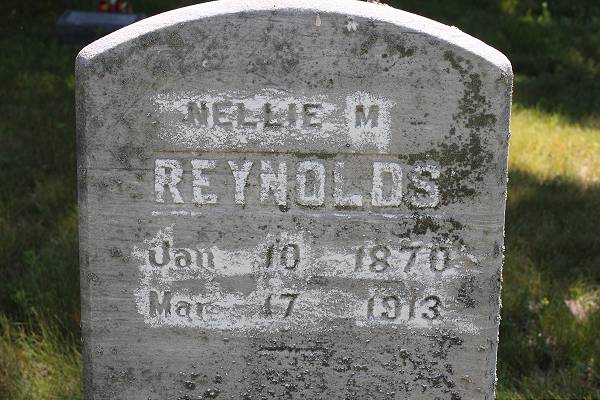 NELLIE M
REYNOLDS
Jan 10 1870
Mar 17 1913